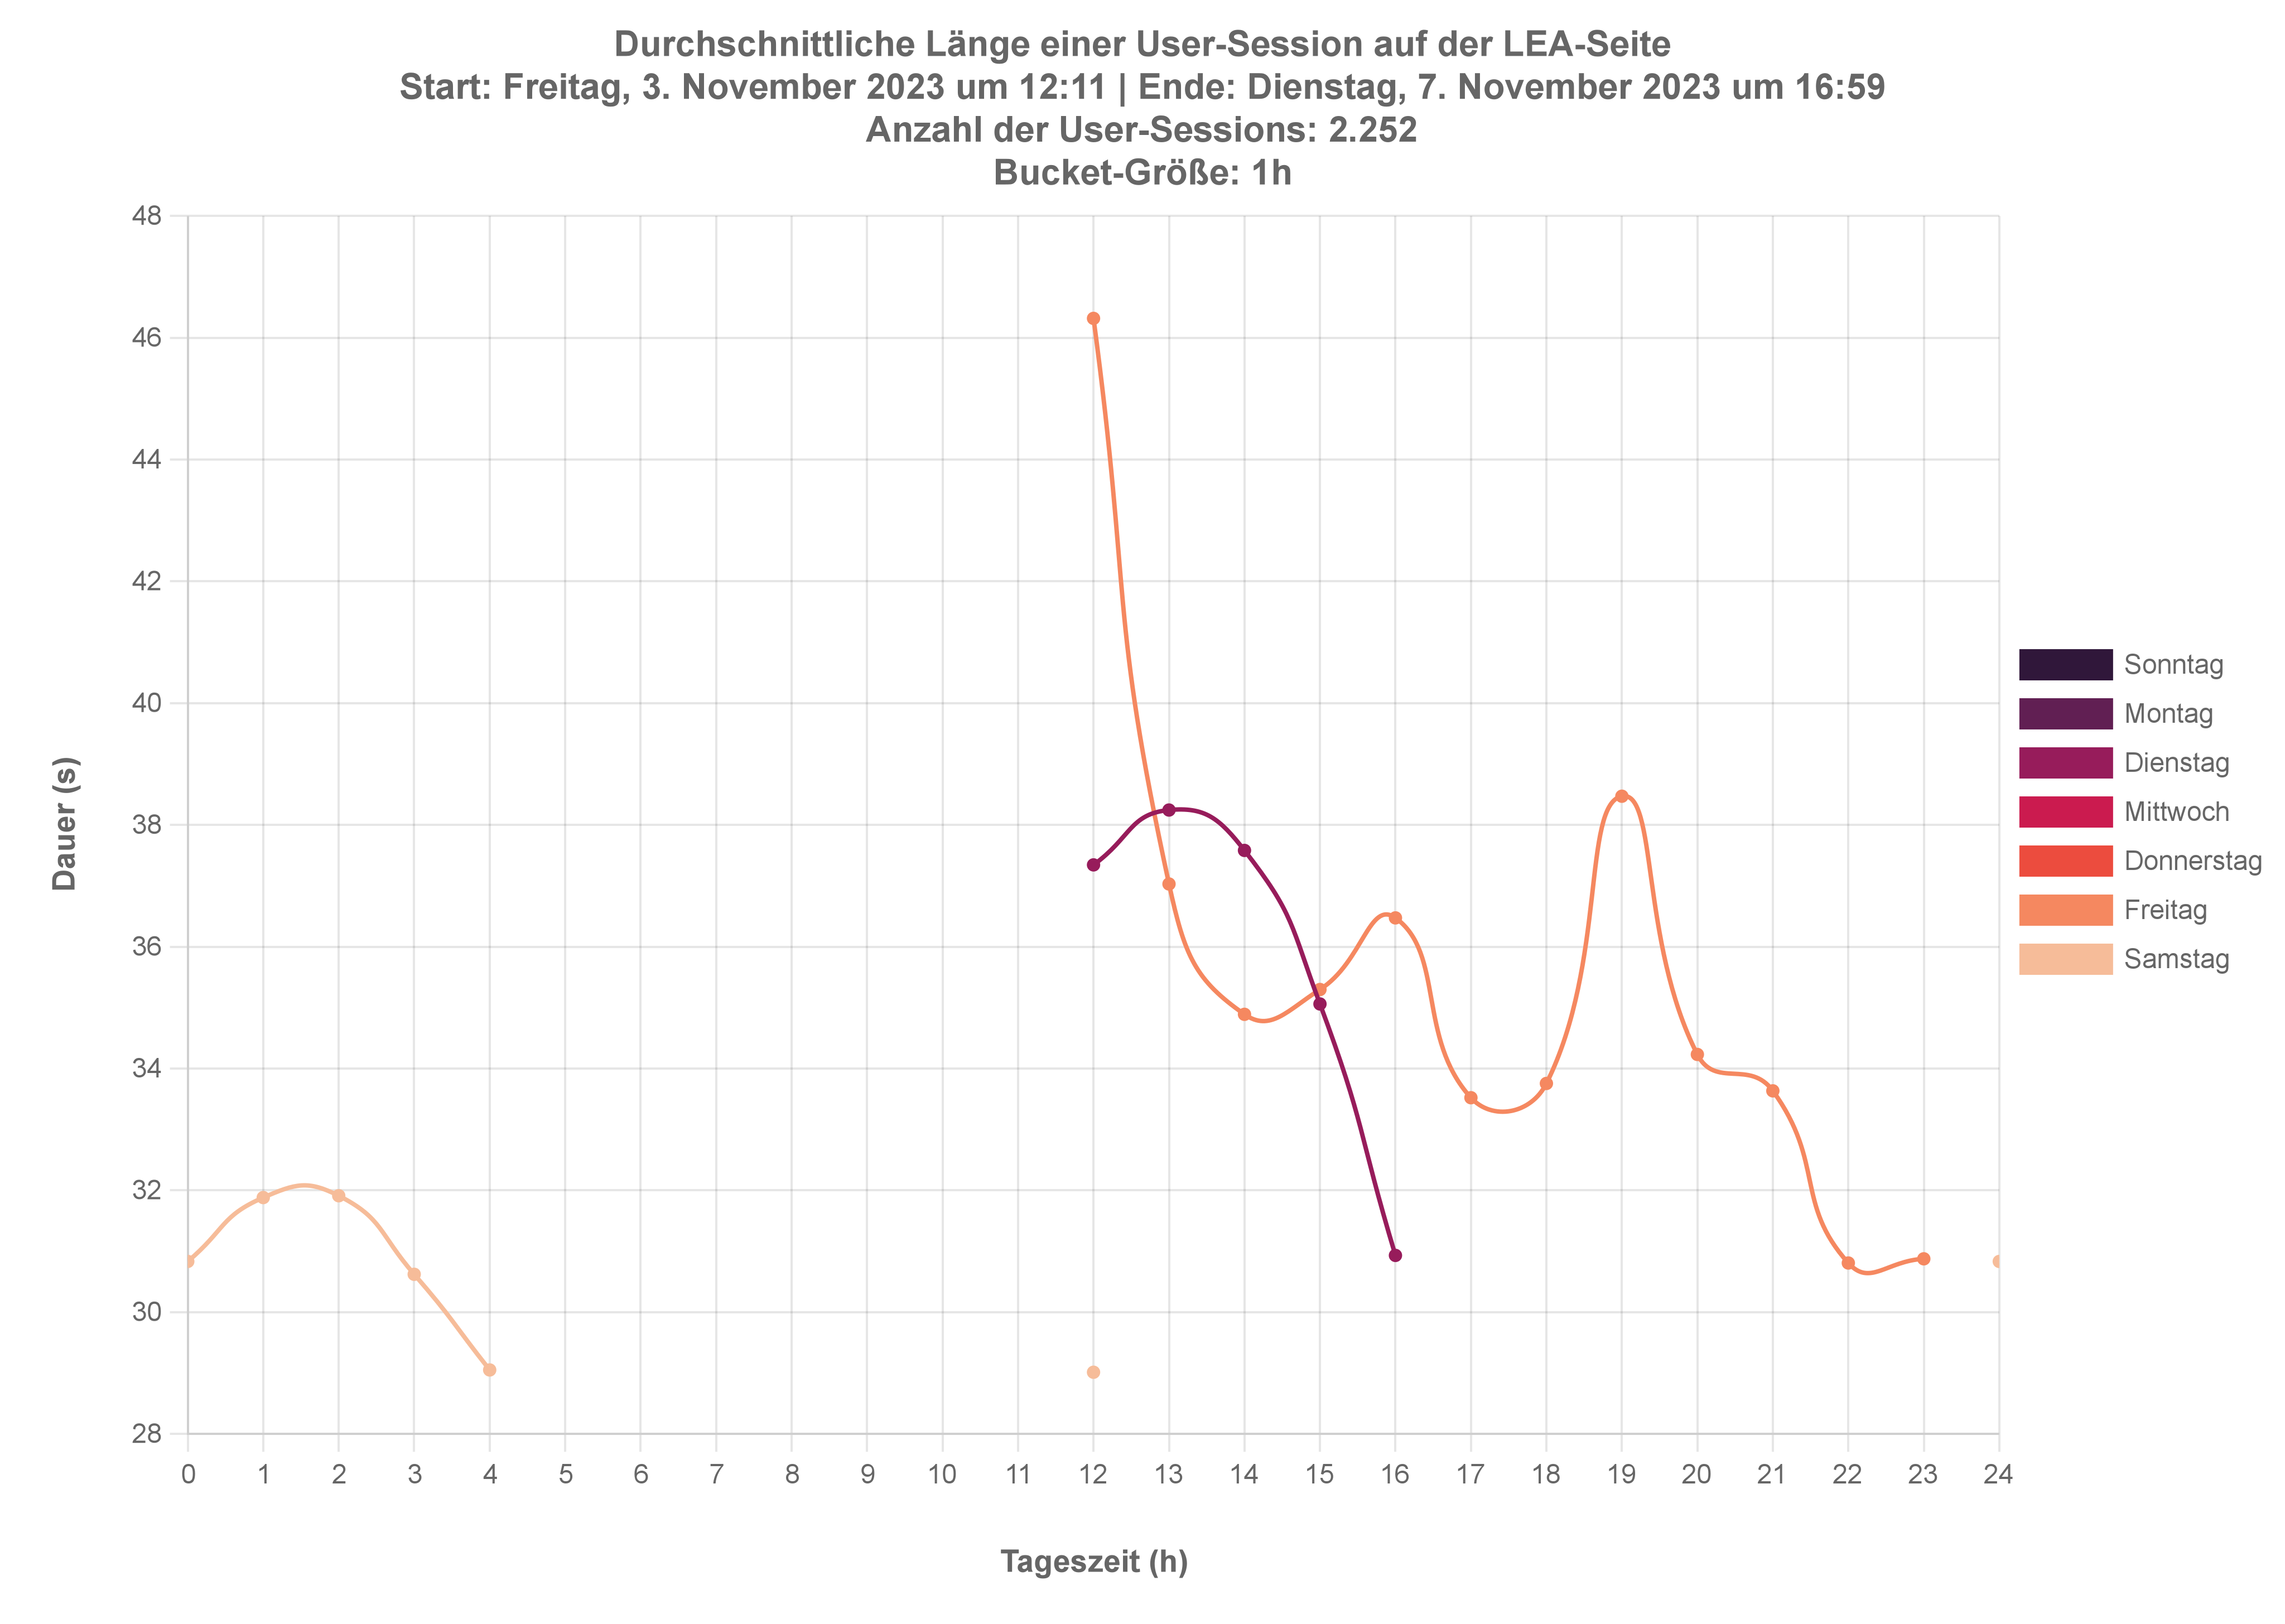 Durchschnittliche Länge einer User-Session auf der LEA-Seite
Start: Freitag, 3. November 2023 um 12:11 | Ende: Dienstag, 7. November 2023 um 16:59
Anzahl der User-Sessions: 2.252
Bucket-Größe: 1h
48
46
44
42
40
38
36
34
32
30
28
Dauer (s)
0 1 2 3 4 5 6 7 8 9 10 11 12 13 14 15 16 17 18 19 20 21 22 23 24
Tageszeit (h)
Sonntag
Montag
Dienstag
Mittwoch
Donnerstag
Freitag
Samstag